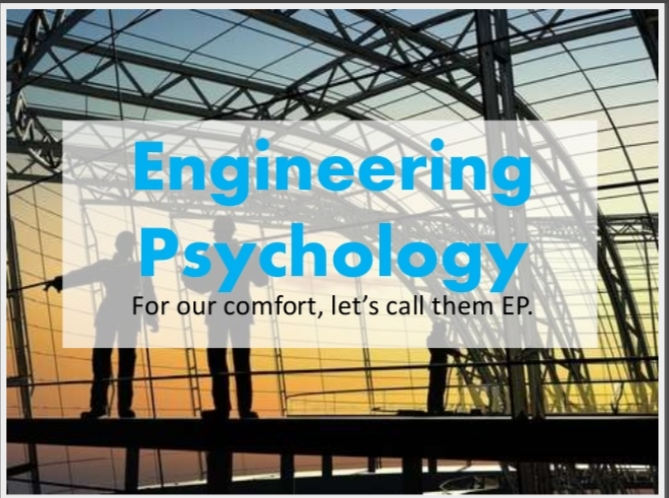 Engineering
Psychology
For our comfort, let's call them EP.